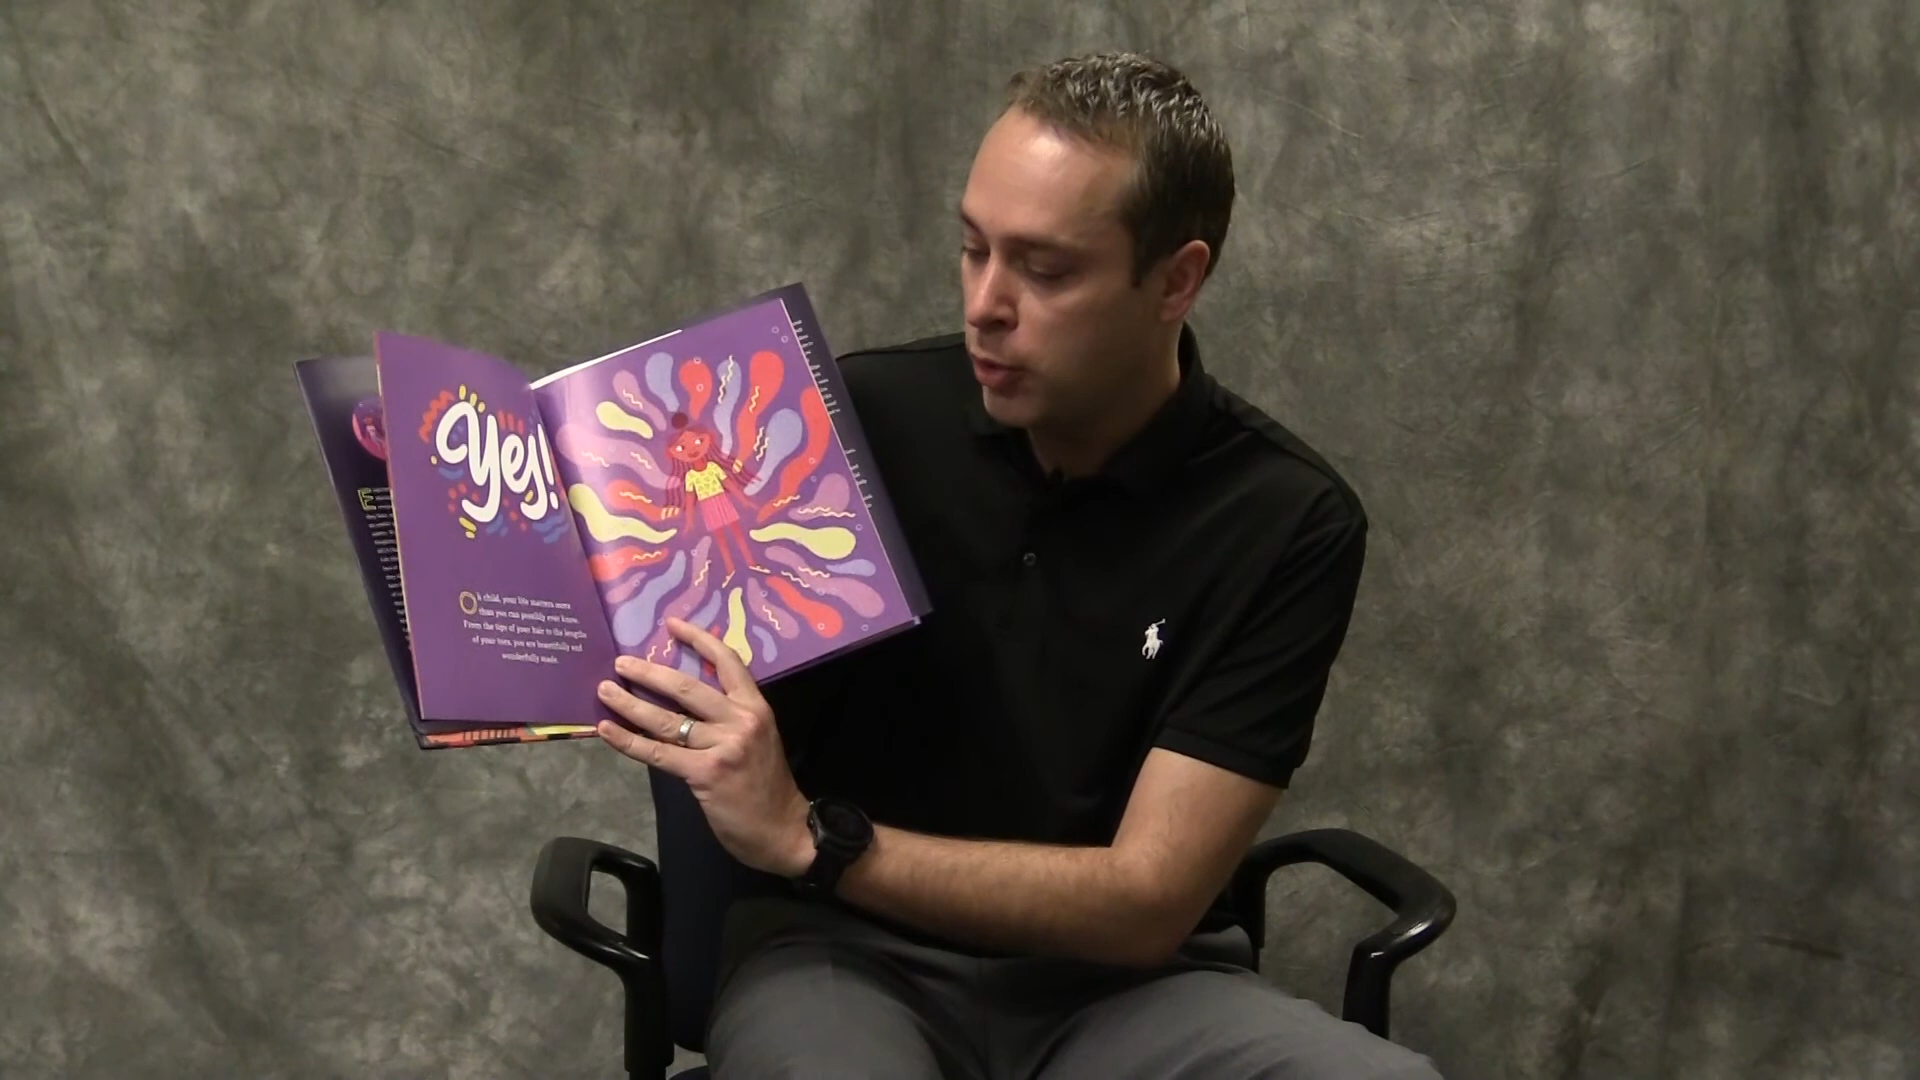 Yes!
Oh child, your life matters more
than you can possibly ever know.
From the tips of your hair to the lengths
of your toes, you are beautifully and
wonderfully made.